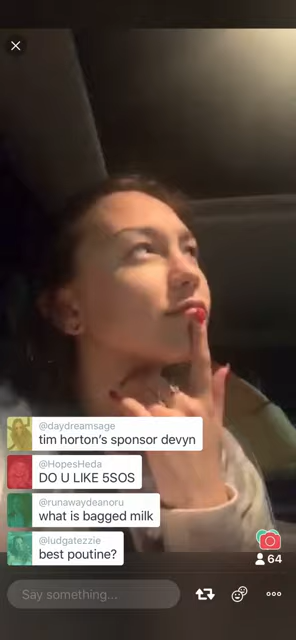 @daydreamsage
tim horton's sponsor devyn
@HopesHeda
DO U LIKE 5SOS
@runawaydeanoru
what is bagged milk
@ludgatezzie
best poutine?
64
Say something...